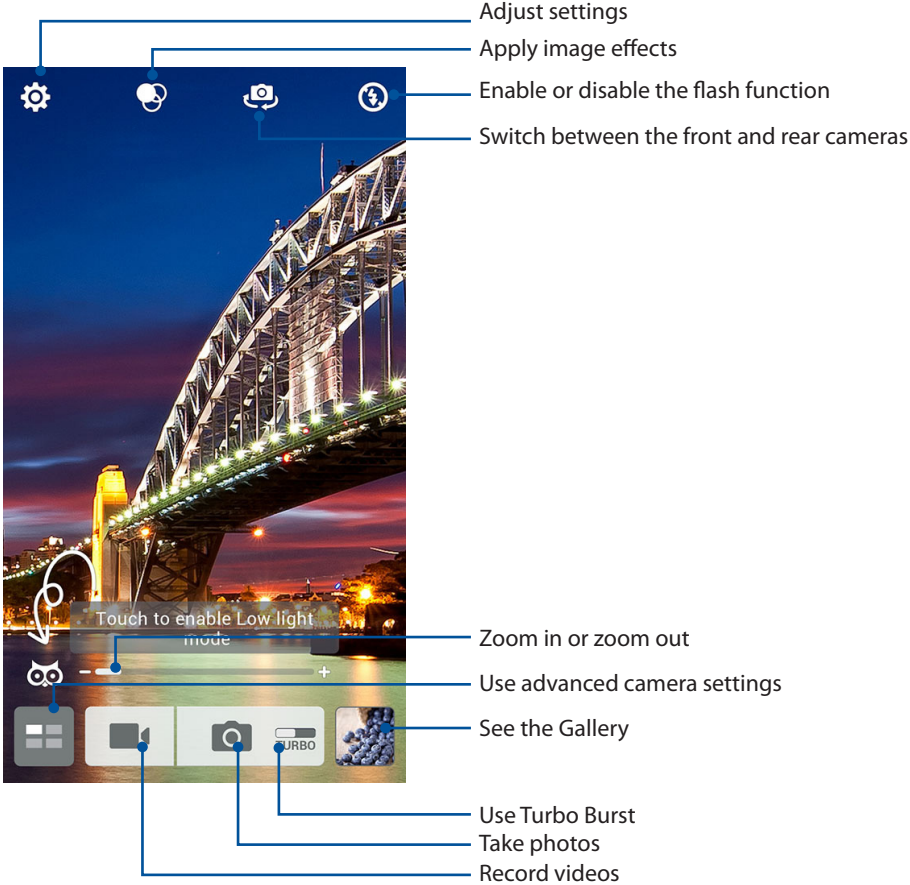 Adjust settings
Apply image effects
Enable or disable the flash function
Switch between the front and rear cameras
Touch to enable Low light
mode
Zoom in or zoom out
Use advanced camera settings
See the Gallery
TURBO
Use Turbo Burst
Take photos
Record videos